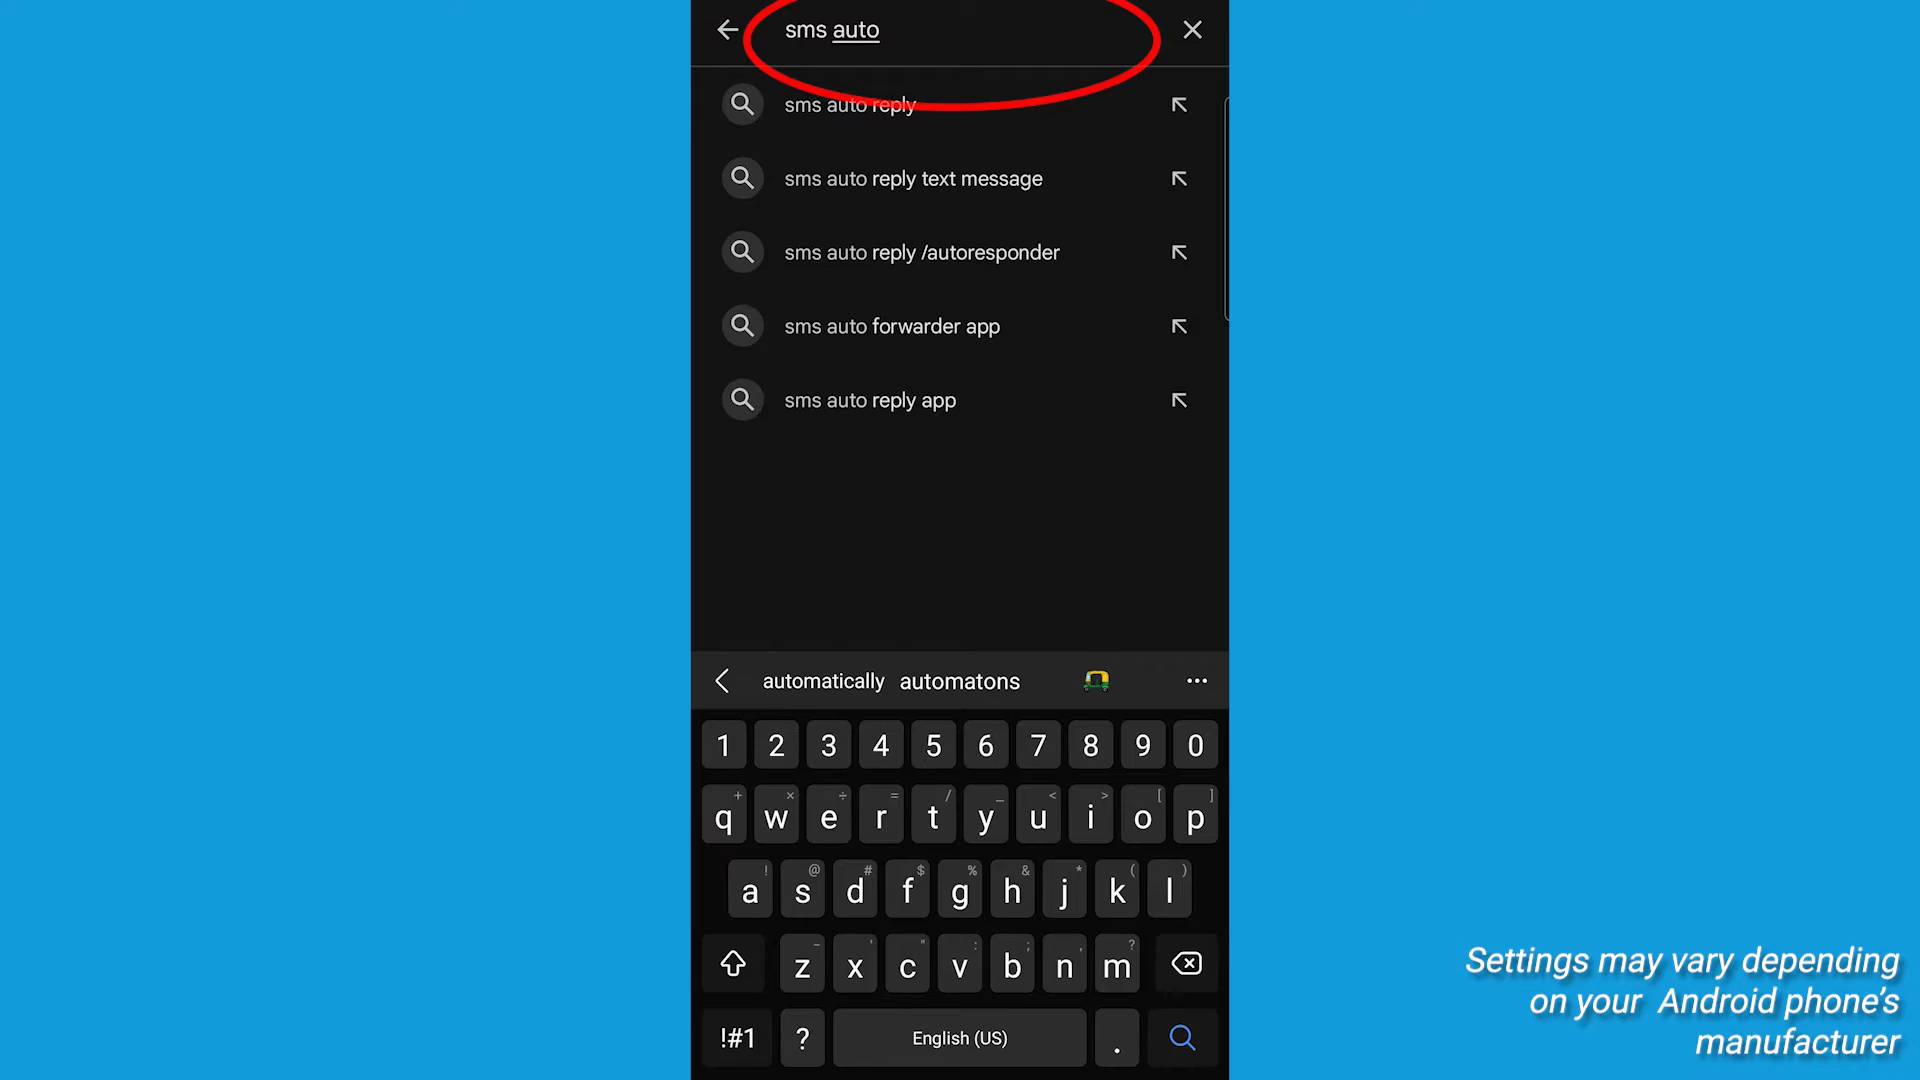 sms auto
sms auto reply
sms auto reply text message
sms auto reply /autoresponder
sms auto forwarder app
sms auto reply app
automatically automatons
1 2 3 4 5 6 7 8 9 0
+ × ÷ = / _ < > [ ]
q w e r t y u i o p
! @ # $ % & * ( )
a s d f g h j k l
- ' " : ; , ?
z x c v b n m
!#1 ? English (US) .
Settings may vary depending
on your Android phone's
manufacturer